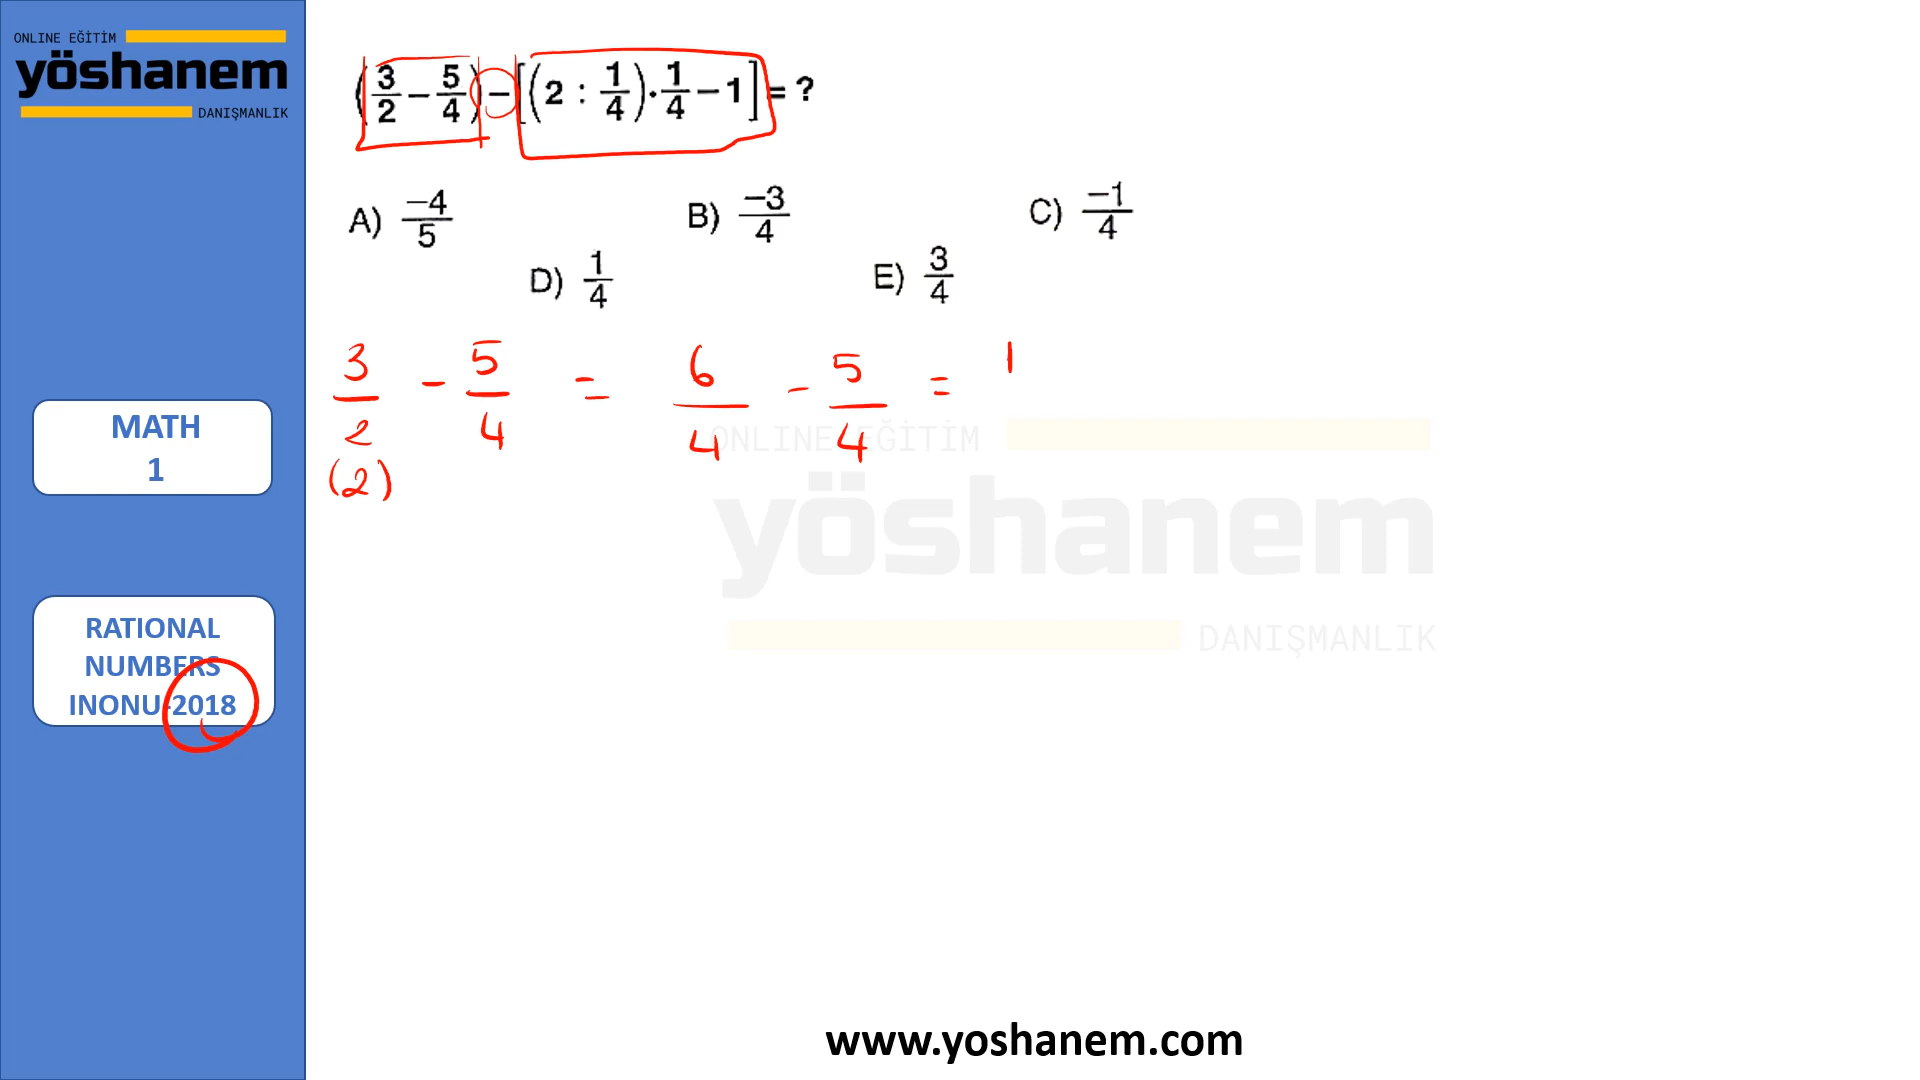 ONLINE EĞİTİM
yöshanem
DANIŞMANLIK
(3/2 − 5/4) − [(2 : 1/4) · 1/4 − 1] = ?
A) −4/5
B) −3/4
C) −1/4
D) 1/4
E) 3/4
3/2 - 5/4 = 6/4 - 5/4 = 1
(2)
MATH
1
RATIONAL
NUMBERS
INONU-2018
ONLINE EĞİTİM
yöshanem
DANIŞMANLIK
www.yoshanem.com